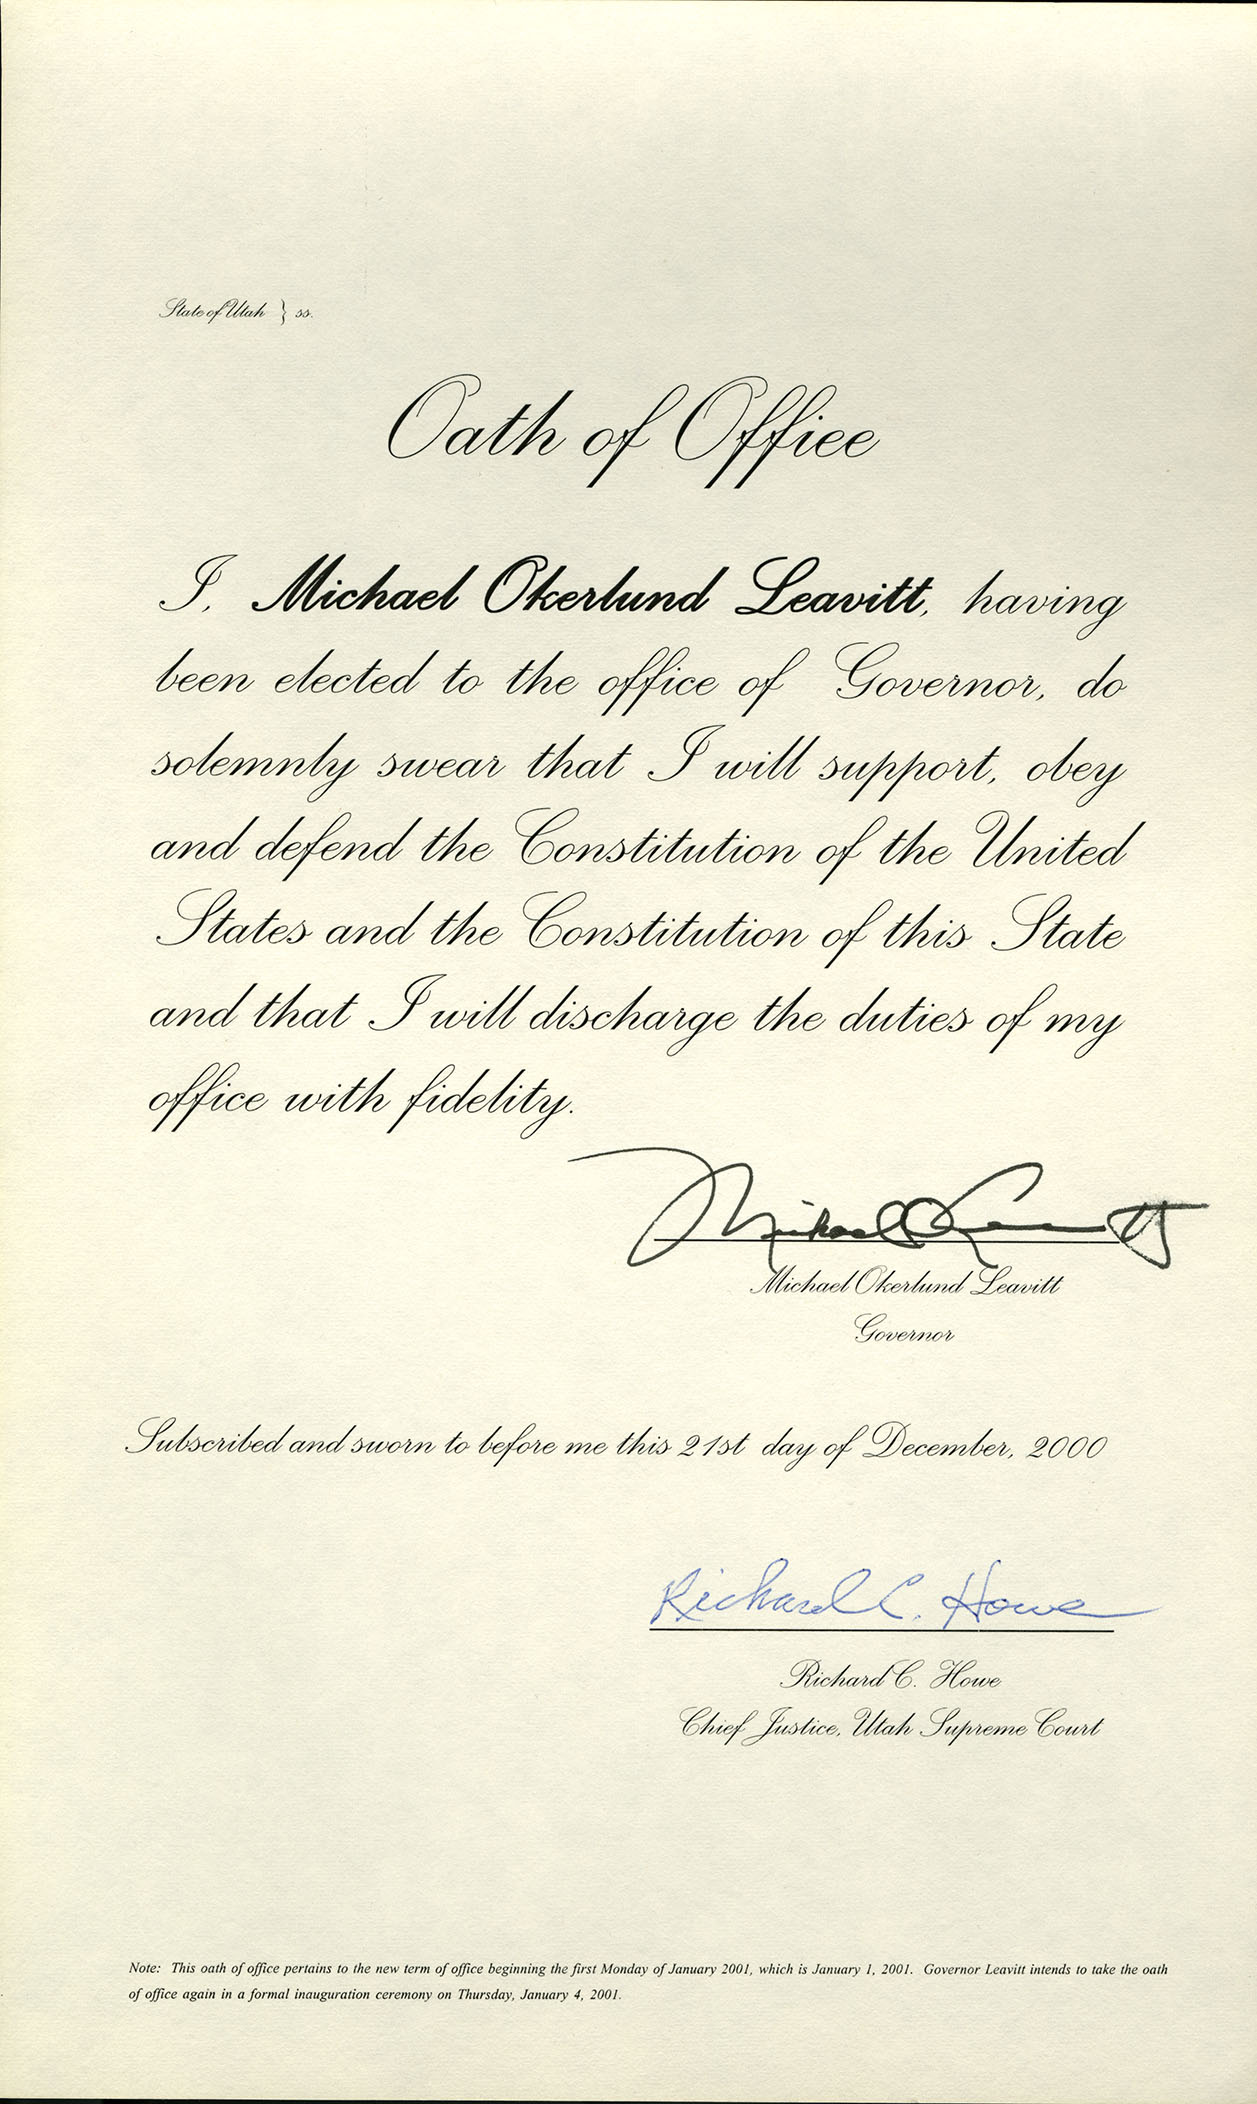 State of Utah } ss.
Oath of Office
I, Michael Okerlund Leavitt, having
been elected to the office of Governor, do
solemnly swear that I will support, obey
and defend the Constitution of the United
States and the Constitution of this State
and that I will discharge the duties of my
office with fidelity.
Michael O Leavitt
Michael Okerlund Leavitt
Governor
Subscribed and sworn to before me this 21st day of December, 2000
Richard C. Howe
Richard C. Howe
Chief Justice, Utah Supreme Court
Note: This oath of office pertains to the new term of office beginning the first Monday of January 2001, which is January 1, 2001. Governor Leavitt intends to take the oath
of office again in a formal inauguration ceremony on Thursday, January 4, 2001.